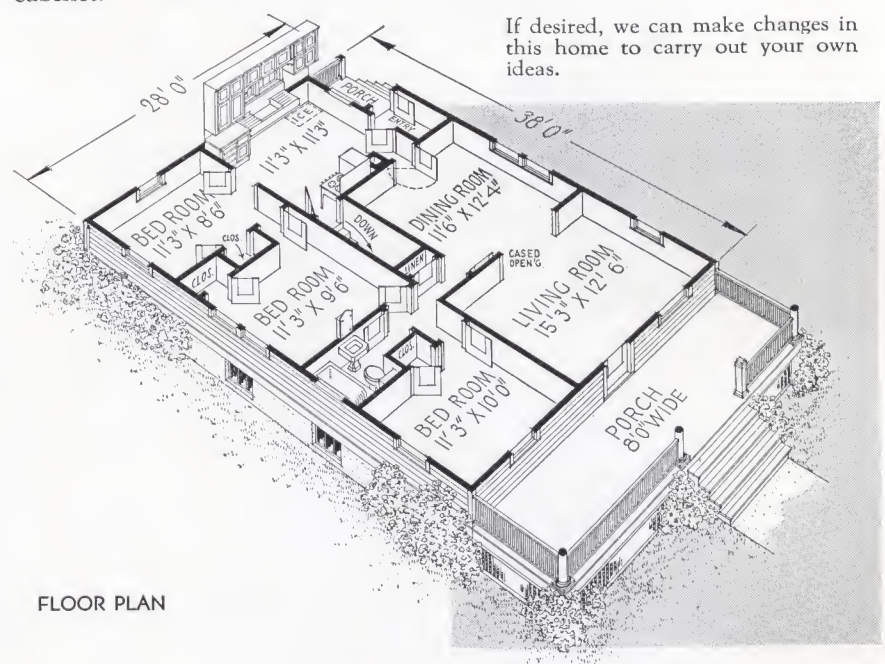 If desired, we can make changes in
this home to carry out your own
ideas.
28' 0"
38' 0"
PORCH
ENTRY
ICE
11'3" X 11'3"
DINING ROOM
11'6" X 12'4"
BED ROOM
11'3" X 8'6"
CLOS.
CLOS.
DOWN
LINEN
CASED
OPEN'G.
LIVING ROOM
15'3" X 12'6"
BED ROOM
11'3" X 9'6"
CLOS.
BED ROOM
11'3" X 10'0"
PORCH
8'0" WIDE
FLOOR PLAN